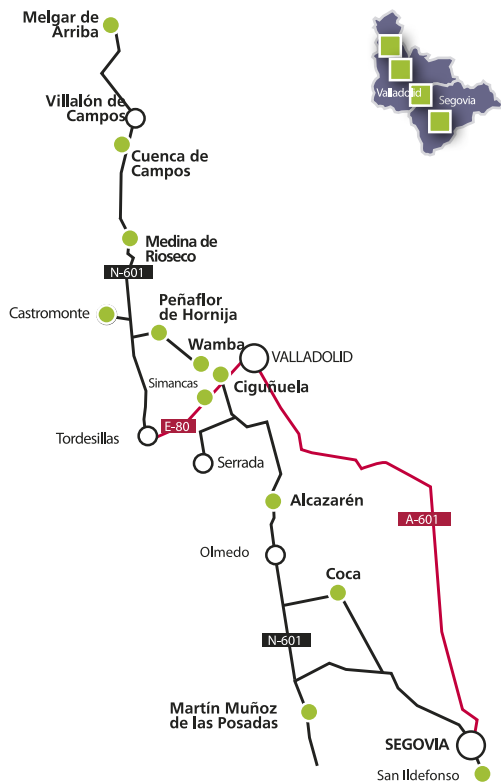 Melgar de
Arriba
Valladolid
Segovia
Villalón de
Campos
Cuenca de
Campos
Medina de
Rioseco
N-601
Castromonte
Peñaflor
de Hornija
Wamba
VALLADOLID
Simancas
Ciguñuela
E-80
Tordesillas
Serrada
Alcazarén
A-601
Olmedo
Coca
N-601
Martín Muñoz
de las Posadas
SEGOVIA
San Ildefonso